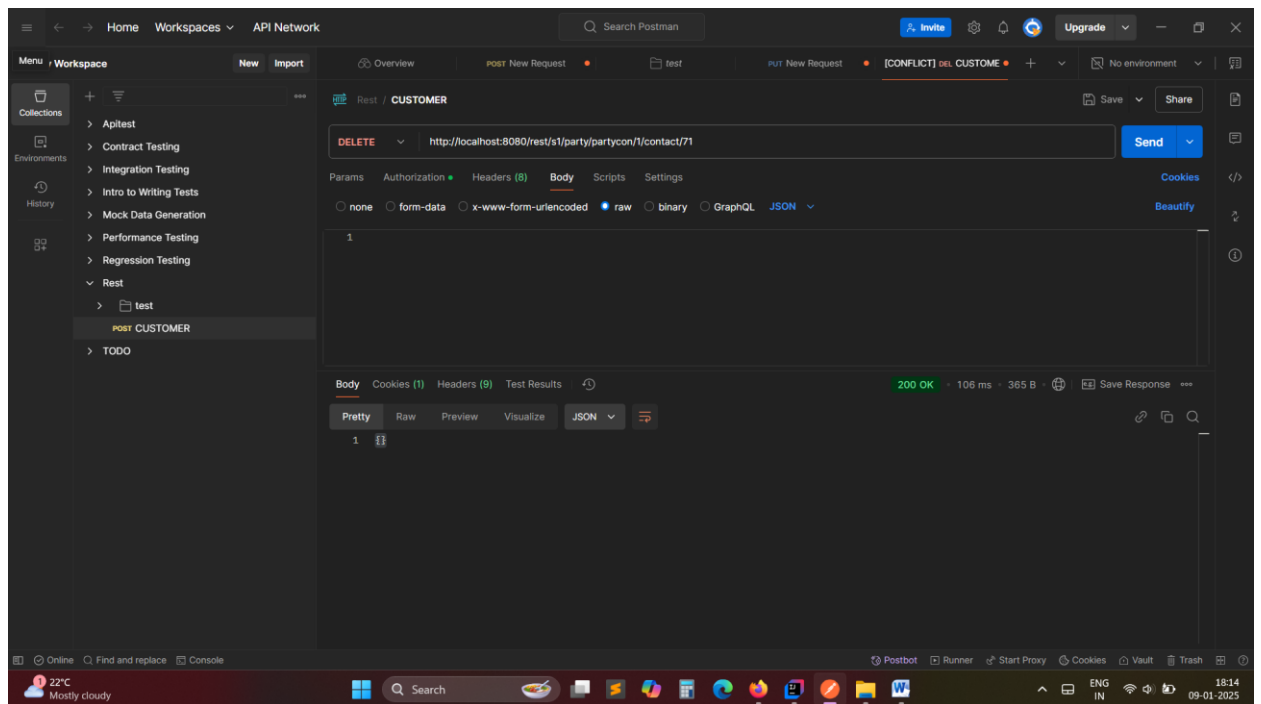 Home Workspaces API Network Search Postman Invite Upgrade
Menu Workspace New Import Overview POST New Request test PUT New Request [CONFLICT] DEL CUSTOME No environment
Collections
Environments
History
Apitest
Contract Testing
Integration Testing
Intro to Writing Tests
Mock Data Generation
Performance Testing
Regression Testing
Rest
test
POST CUSTOMER
TODO
HTTP Rest / CUSTOMER Save Share
DELETE http://localhost:8080/rest/s1/party/partycon/1/contact/71 Send
Params Authorization Headers (8) Body Scripts Settings Cookies
none form-data x-www-form-urlencoded raw binary GraphQL JSON Beautify
1
Body Cookies (1) Headers (9) Test Results 200 OK 106 ms 365 B Save Response
Pretty Raw Preview Visualize JSON
1 {}
Online Find and replace Console Postbot Runner Start Proxy Cookies Vault Trash
1 22°C
Mostly cloudy
Search
ENG
IN
18:14
09-01-2025